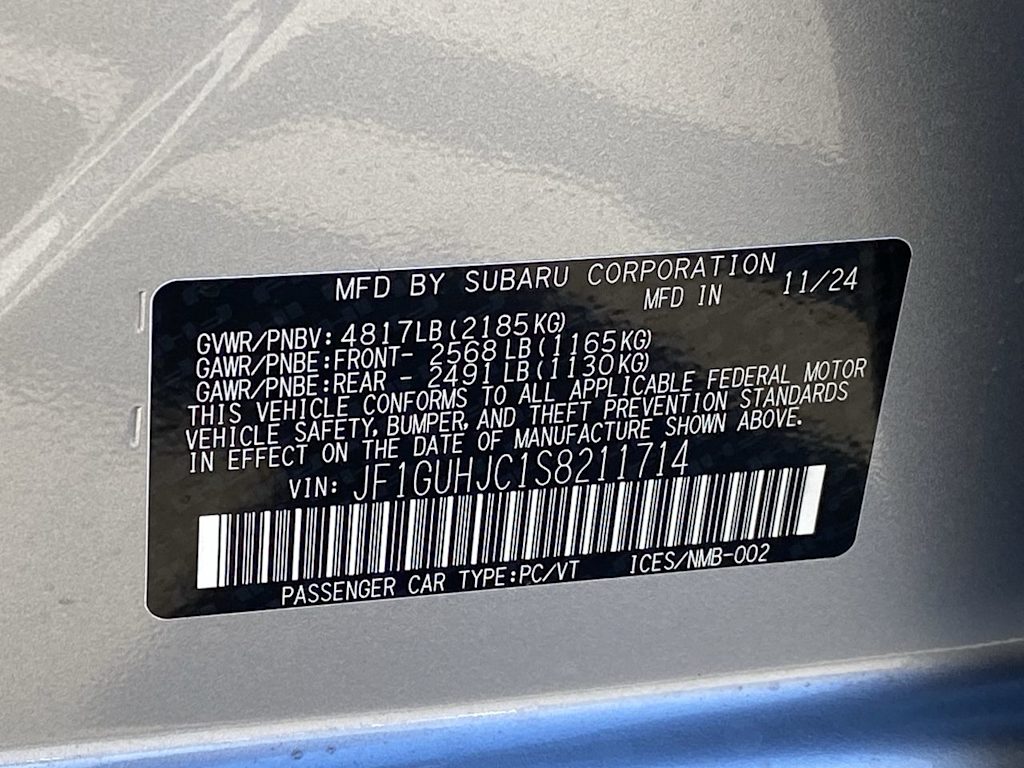 MFD BY SUBARU CORPORATION
MFD IN 11/24
GVWR/PNBV: 4817LB(2185KG)
GAWR/PNBE:FRONT- 2568LB(1165KG)
GAWR/PNBE:REAR - 2491LB(1130KG)
THIS VEHICLE CONFORMS TO ALL APPLICABLE FEDERAL MOTOR
VEHICLE SAFETY, BUMPER, AND THEFT PREVENTION STANDARDS
IN EFFECT ON THE DATE OF MANUFACTURE SHOWN ABOVE.
VIN: JF1GUHJC1S8211714
PASSENGER CAR TYPE:PC/VT ICES/NMB-002